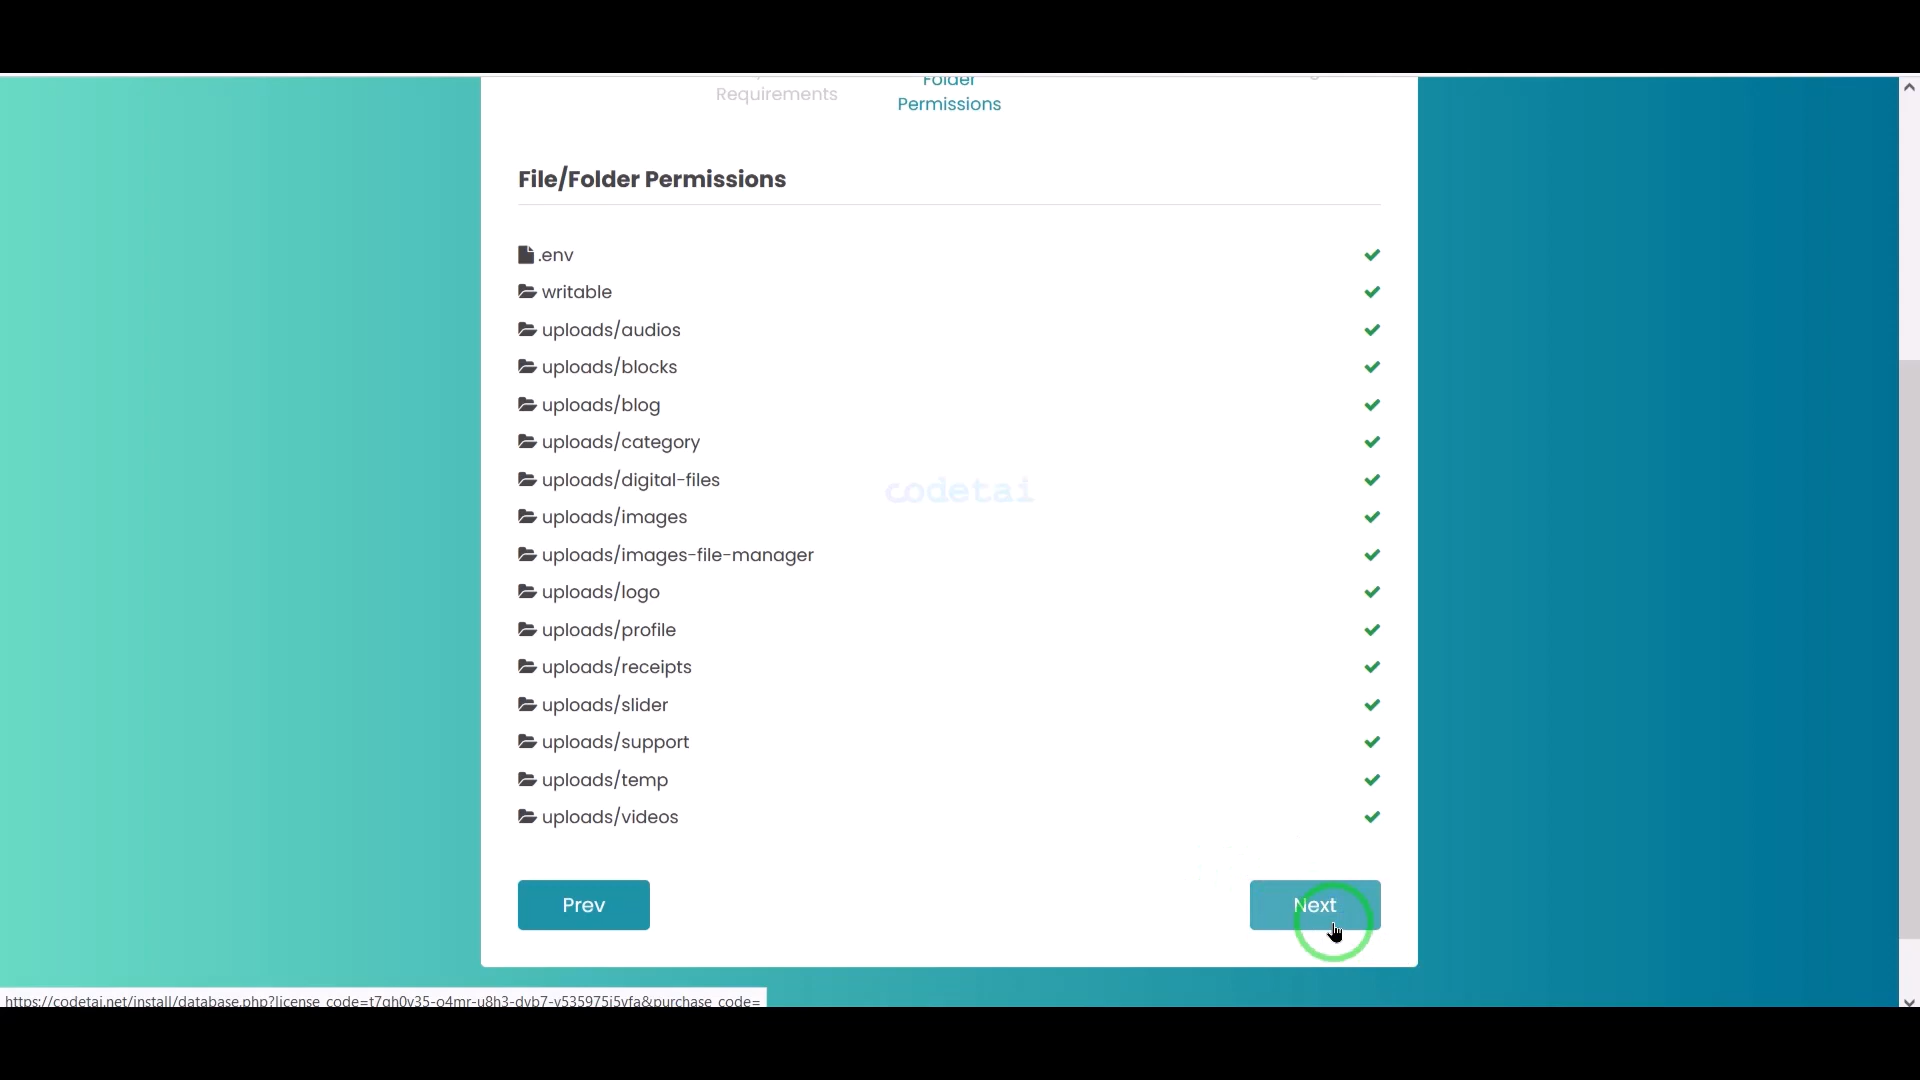 Requirements
Folder
Permissions
File/Folder Permissions
.env
writable
uploads/audios
uploads/blocks
uploads/blog
uploads/category
uploads/digital-files
codetai
uploads/images
uploads/images-file-manager
uploads/logo
uploads/profile
uploads/receipts
uploads/slider
uploads/support
uploads/temp
uploads/videos
Prev
Next